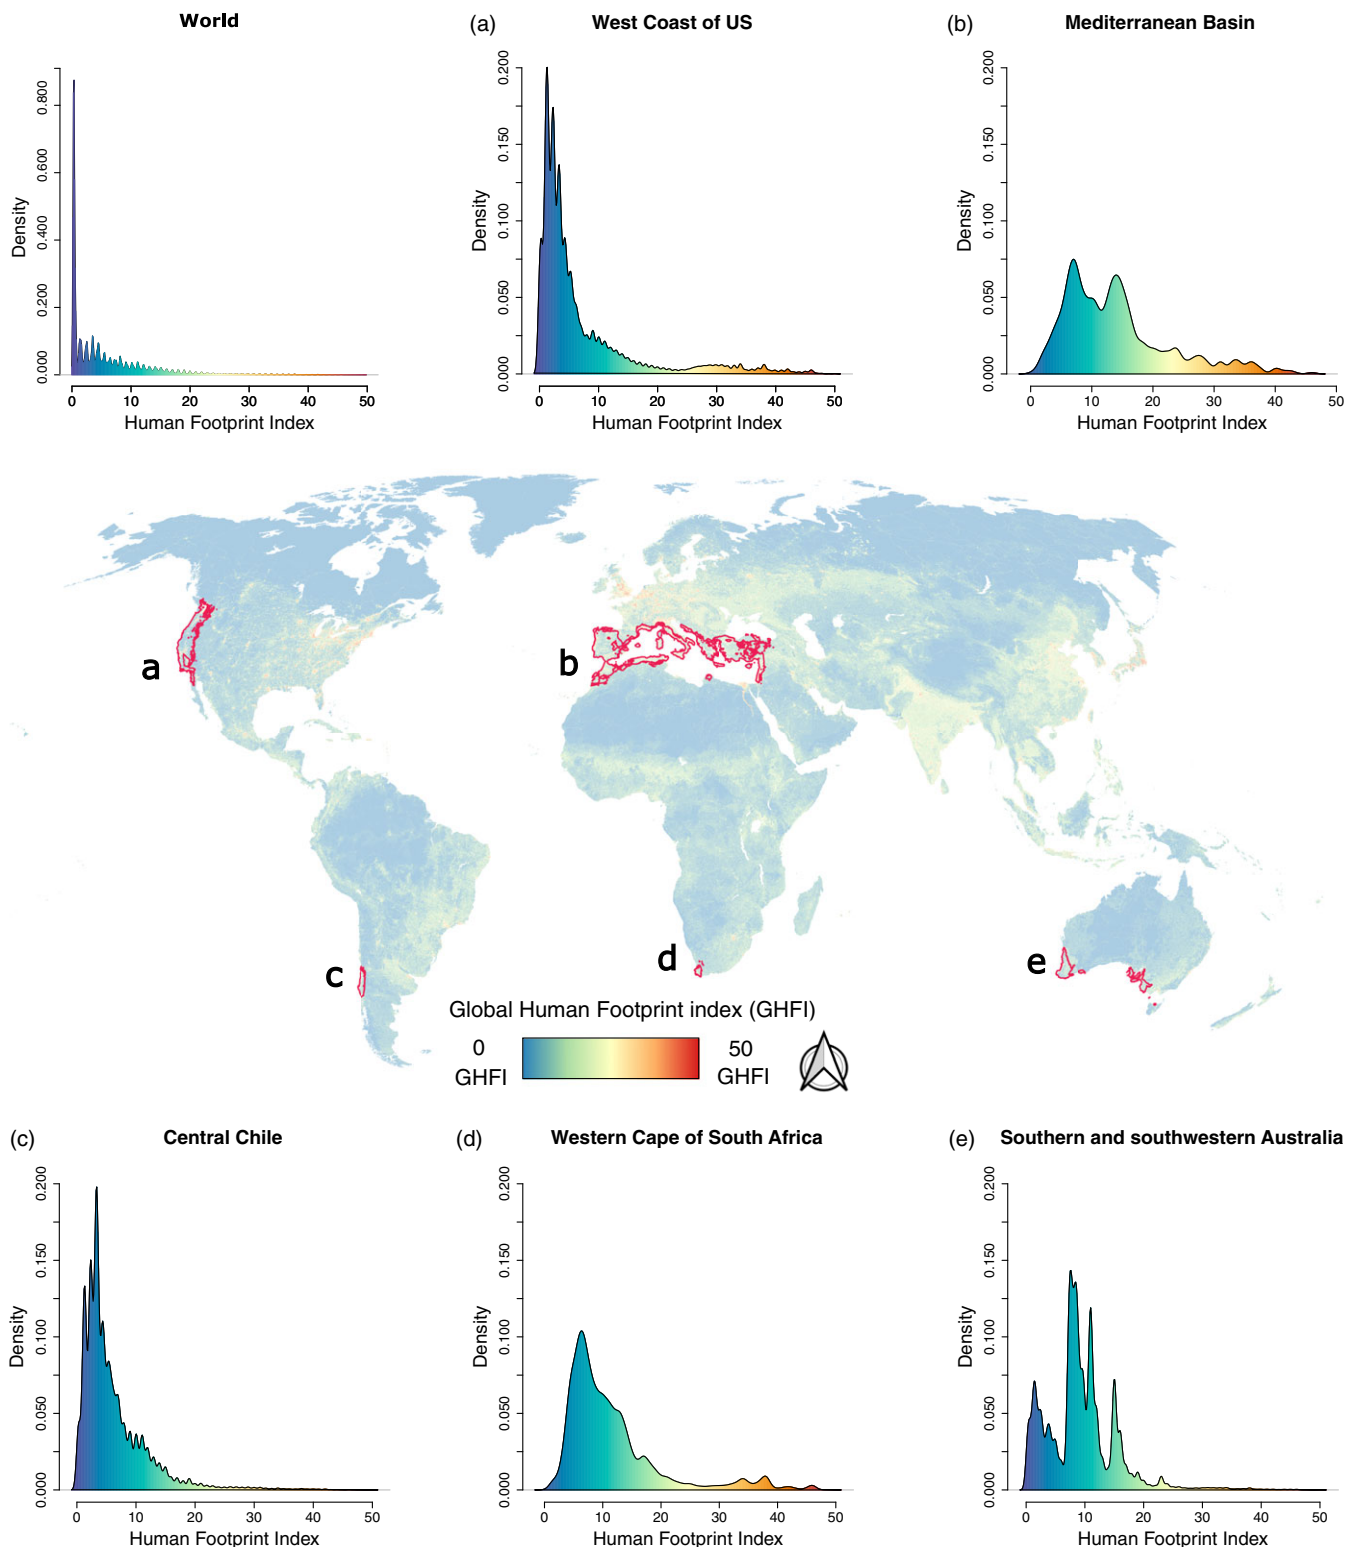 World
(a) West Coast of US
(b) Mediterranean Basin
Density
0.000 0.200 0.400 0.600 0.800
0 10 20 30 40 50
Human Footprint Index
Density
0.000 0.050 0.100 0.150 0.200
0 10 20 30 40 50
Human Footprint Index
Density
0.000 0.050 0.100 0.150 0.200
0 10 20 30 40 50
Human Footprint Index
a
b
c
d
e
Global Human Footprint index (GHFI)
0 50
GHFI GHFI
(c) Central Chile
(d) Western Cape of South Africa
(e) Southern and southwestern Australia
Density
0.000 0.050 0.100 0.150 0.200
0 10 20 30 40 50
Human Footprint Index
Density
0.000 0.050 0.100 0.150 0.200
0 10 20 30 40 50
Human Footprint Index
Density
0.000 0.050 0.100 0.150 0.200
0 10 20 30 40 50
Human Footprint Index